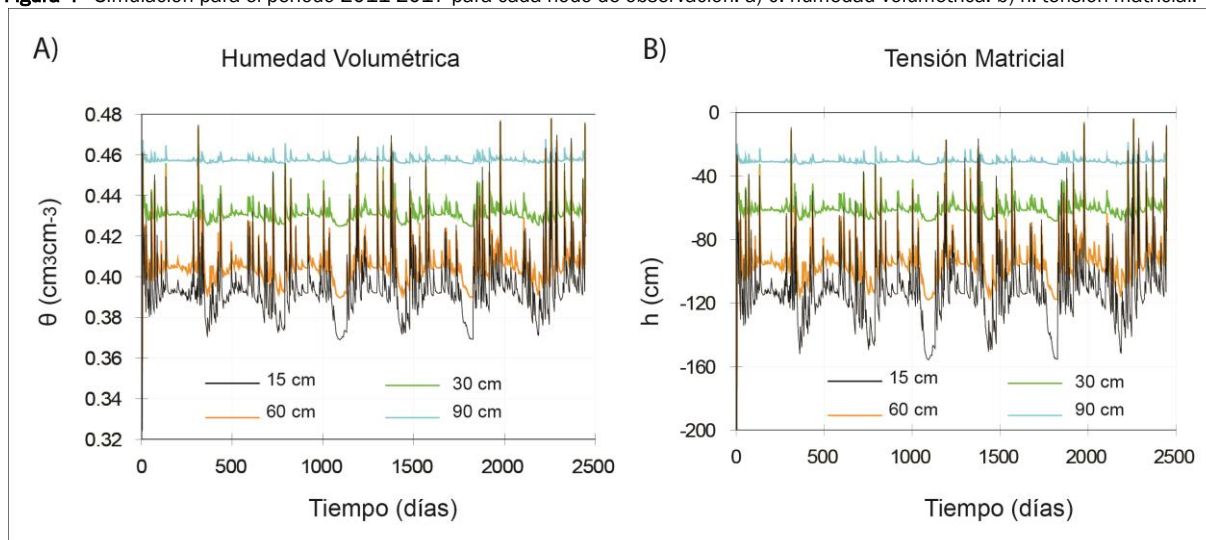 A)
Humedad Volumétrica
0.48
0.46
0.44
0.42
0.40
0.38
0.36
0.34
0.32
θ (cm3cm-3)
15 cm
30 cm
60 cm
90 cm
0
500
1000
1500
2000
2500
Tiempo (días)
B)
Tensión Matricial
0
-40
-80
-120
-160
-200
h (cm)
15 cm
30 cm
60 cm
90 cm
0
500
1000
1500
2000
2500
Tiempo (días)